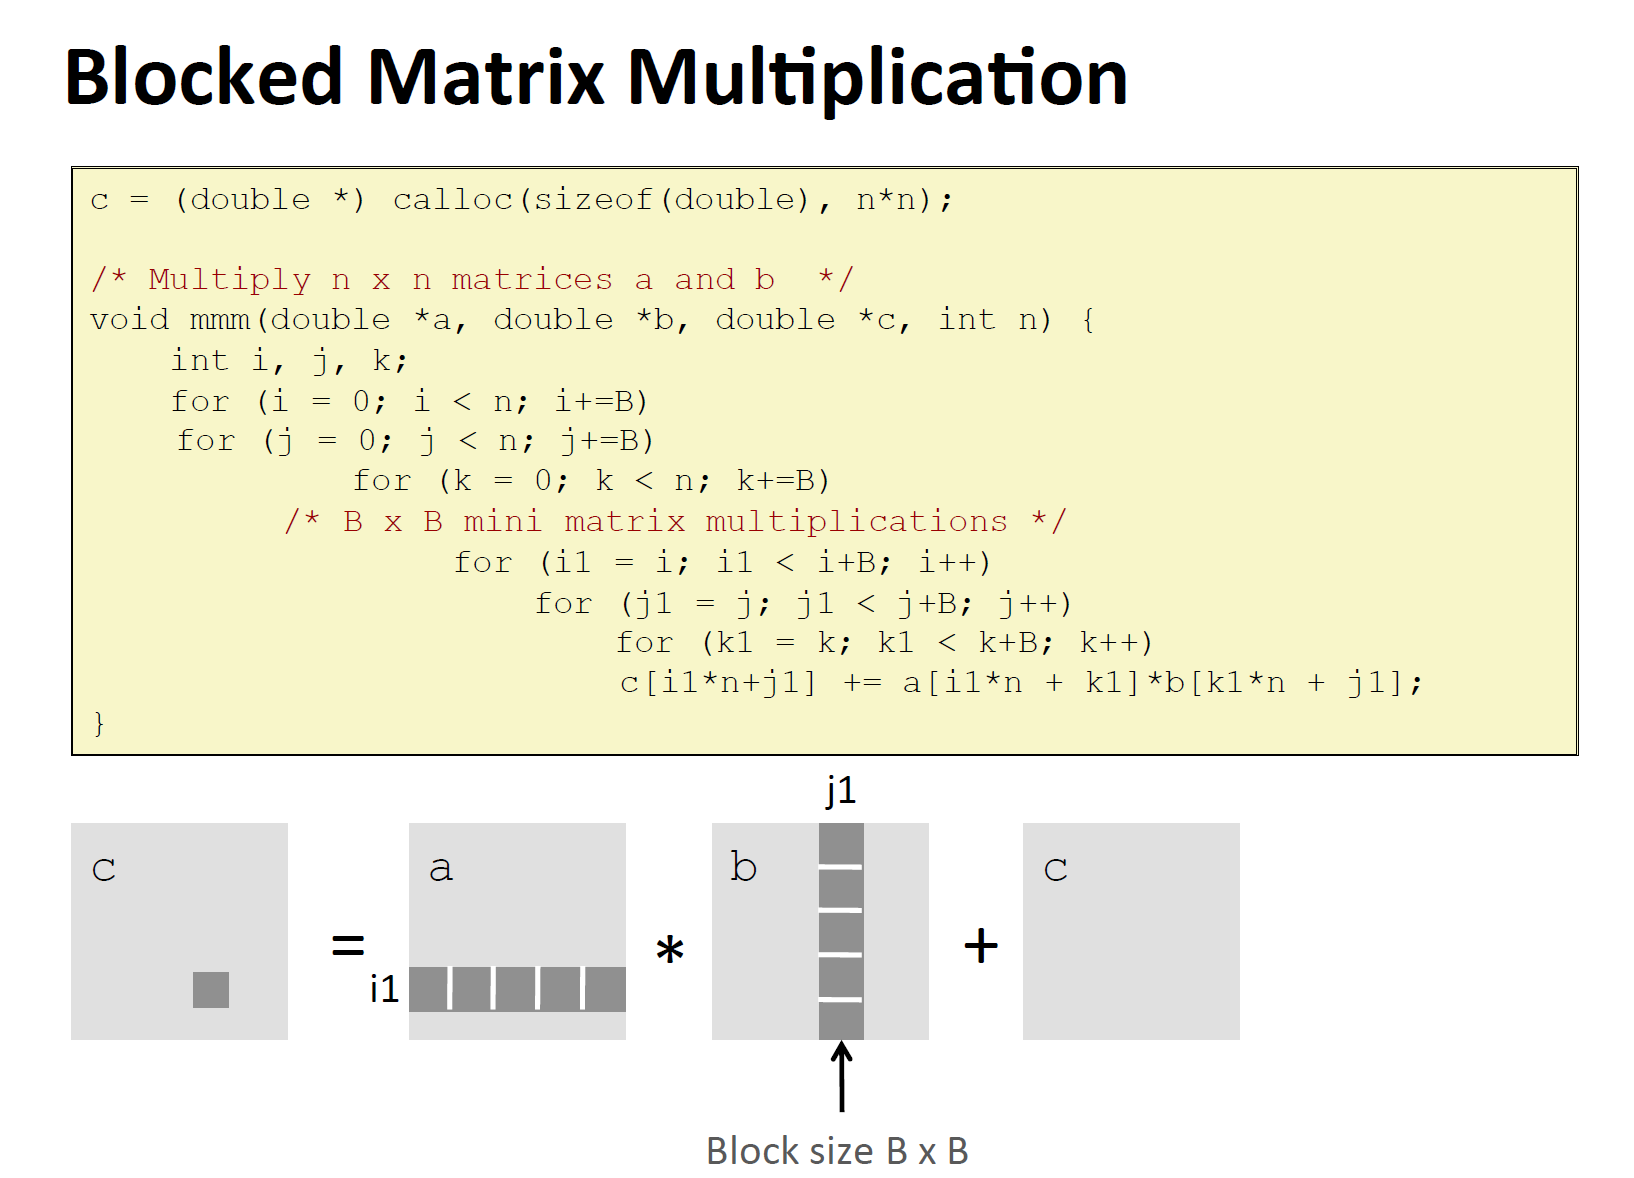 Blocked Matrix Multiplication
c = (double *) calloc(sizeof(double), n*n);
/* Multiply n x n matrices a and b  */
void mmm(double *a, double *b, double *c, int n) {
    int i, j, k;
    for (i = 0; i < n; i+=B)
    for (j = 0; j < n; j+=B)
             for (k = 0; k < n; k+=B)
         /* B x B mini matrix multiplications */
                  for (i1 = i; i1 < i+B; i++)
                      for (j1 = j; j1 < j+B; j++)
                          for (k1 = k; k1 < k+B; k++)
                          c[i1*n+j1] += a[i1*n + k1]*b[k1*n + j1];
}
j1
c
a
b
c
=
*
+
i1
Block size B x B